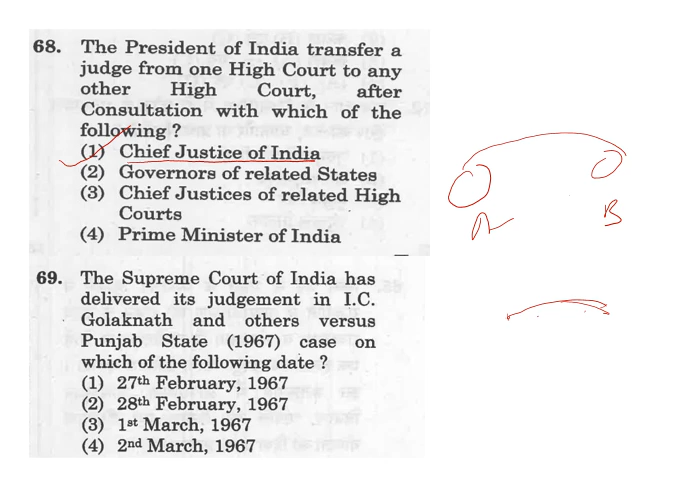 68. The President of India transfer a
judge from one High Court to any
other High Court, after
Consultation with which of the
following ?
(1) Chief Justice of India
(2) Governors of related States
(3) Chief Justices of related High
Courts
(4) Prime Minister of India
A
B
69. The Supreme Court of India has
delivered its judgement in I.C.
Golaknath and others versus
Punjab State (1967) case on
which of the following date ?
(1) 27th February, 1967
(2) 28th February, 1967
(3) 1st March, 1967
(4) 2nd March, 1967